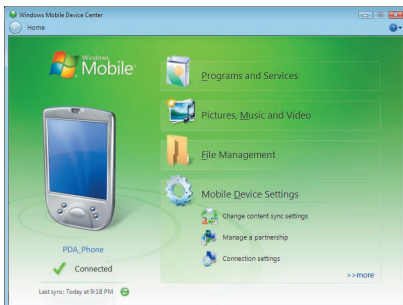 Windows Mobile Device Center
Home
Windows
Mobile
Programs and Services
Pictures, Music and Video
File Management
Mobile Device Settings
Change content sync settings
Manage a partnership
Connection settings
>>more
PDA_Phone
Connected
Last sync: Today at 9:18 PM